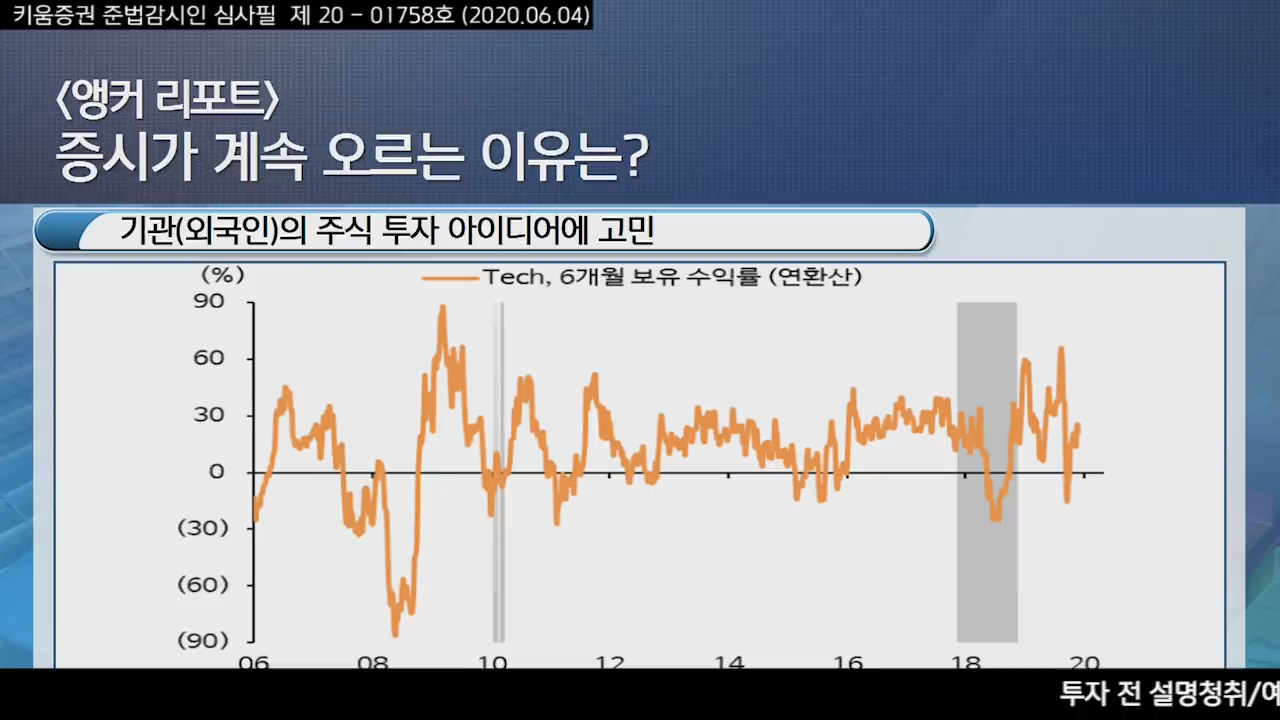 키움증권 준법감시인 심사필 제 20 - 01758호 (2020.06.04)
〈앵커 리포트〉
증시가 계속 오르는 이유는?
기관(외국인)의 주식 투자 아이디어에 고민
(%)
Tech, 6개월 보유 수익률 (연환산)
90
60
30
0
(30)
(60)
(90)
06 08 10 12 14 16 18 20
투자 전 설명청취/예